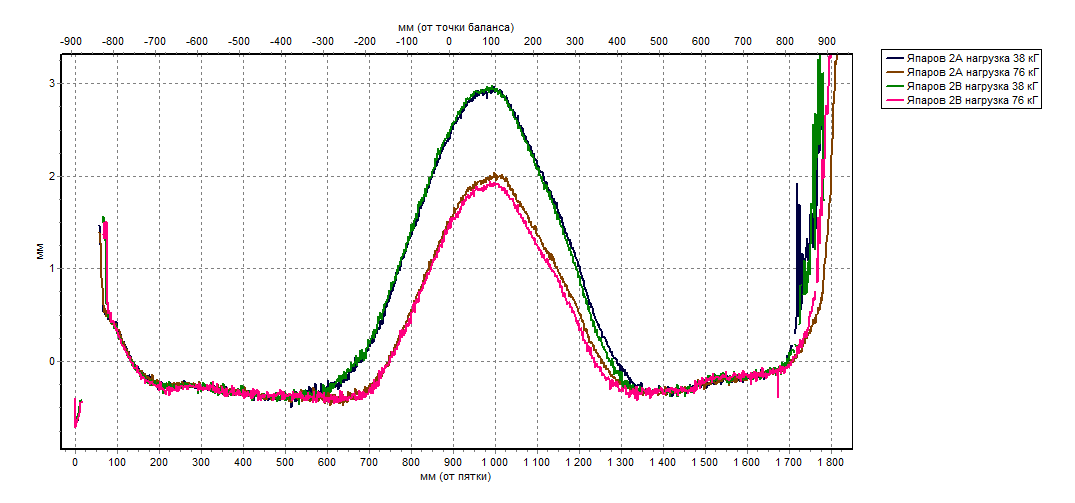 мм (от точки баланса)
-900 -800 -700 -600 -500 -400 -300 -200 -100 0 100 200 300 400 500 600 700 800 900
Япаров 2А нагрузка 38 кГ
Япаров 2А нагрузка 76 кГ
Япаров 2В нагрузка 38 кГ
Япаров 2В нагрузка 76 кГ
3
2
мм
1
0
0 100 200 300 400 500 600 700 800 900 1 000 1 100 1 200 1 300 1 400 1 500 1 600 1 700 1 800
мм (от пятки)